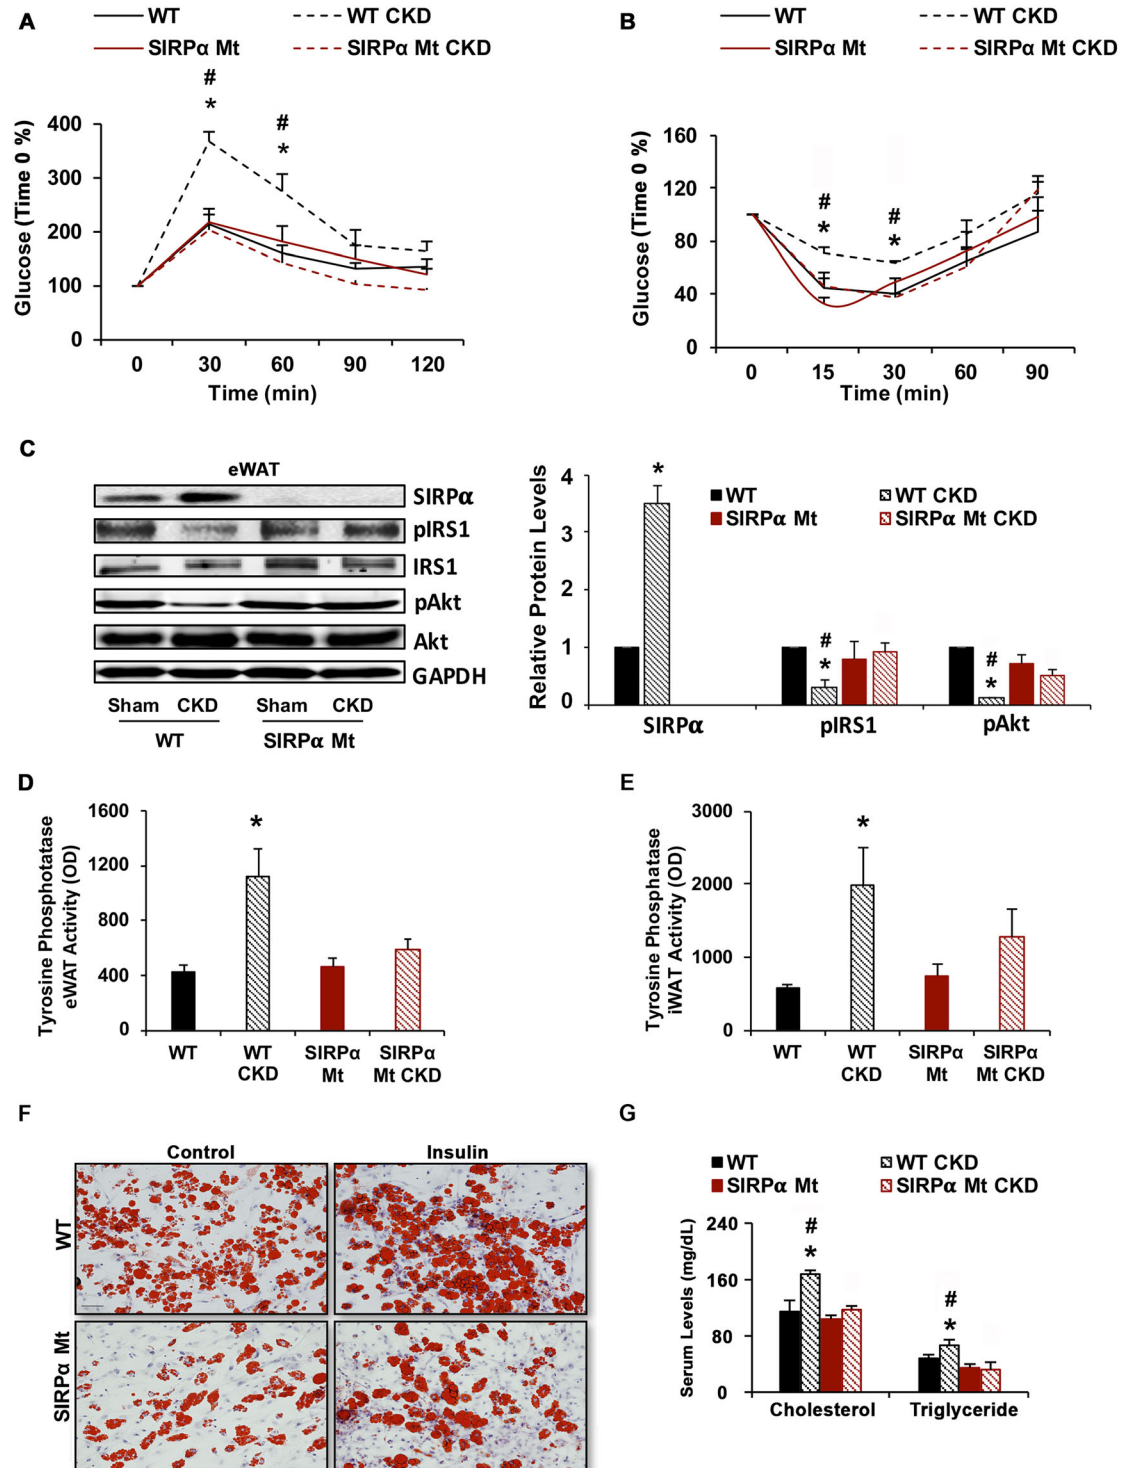 A
WT
WT CKD
SIRPα Mt
SIRPα Mt CKD
#
*
#
*
Glucose (Time 0 %)
400
300
200
100
0
0 30 60 90 120
Time (min)
B
WT
WT CKD
SIRPα Mt
SIRPα Mt CKD
#
*
#
*
Glucose (Time 0 %)
160
120
80
40
0
0 15 30 60 90
Time (min)
C
eWAT
SIRPα
pIRS1
IRS1
pAkt
Akt
GAPDH
Sham CKD Sham CKD
WT SIRPα Mt
Relative Protein Levels
4
3
2
1
0
*
WT
WT CKD
SIRPα Mt
SIRPα Mt CKD
#
*
#
*
SIRPα pIRS1 pAkt
D
Tyrosine Phosphotatase
eWAT Activity (OD)
1600
1200
800
400
0
*
WT WT SIRPα SIRPα
CKD Mt Mt CKD
E
Tyrosine Phosphatase
iWAT Activity (OD)
3000
2000
1000
0
*
WT WT SIRPα SIRPα
CKD Mt Mt CKD
F
Control Insulin
WT
SIRPα Mt
G
WT
WT CKD
SIRPα Mt
SIRPα Mt CKD
Serum Levels (mg/dL)
240
160
80
0
#
*
#
*
Cholesterol Triglyceride